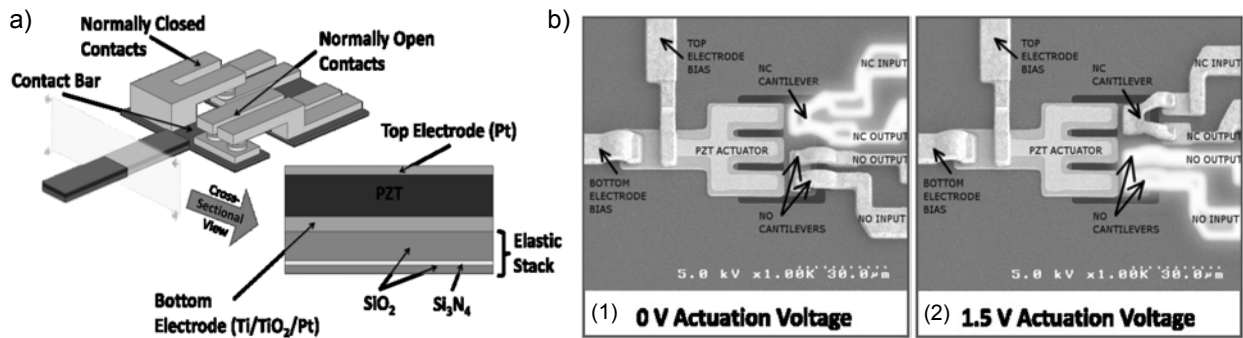 a)
Normally Closed
Contacts
Normally Open
Contacts
Contact Bar
Top Electrode (Pt)
PZT
Cross-
Sectional
View
Elastic
Stack
Bottom
Electrode (Ti/TiO₂/Pt)
SiO₂
Si₃N₄
b)
TOP
ELECTRODE
BIAS
NC
CANTILEVER
NC INPUT
NC OUTPUT
PZT ACTUATOR
NO OUTPUT
BOTTOM
ELECTRODE
BIAS
NO
CANTILEVERS
NO INPUT
5.0 kV x1.00K 30.0µm
(1) 0 V Actuation Voltage
TOP
ELECTRODE
BIAS
NC
CANTILEVER
NC INPUT
NC OUTPUT
PZT ACTUATOR
NO OUTPUT
BOTTOM
ELECTRODE
BIAS
NO
CANTILEVERS
NO INPUT
5.0 kV x1.00K 30.0µm
(2) 1.5 V Actuation Voltage